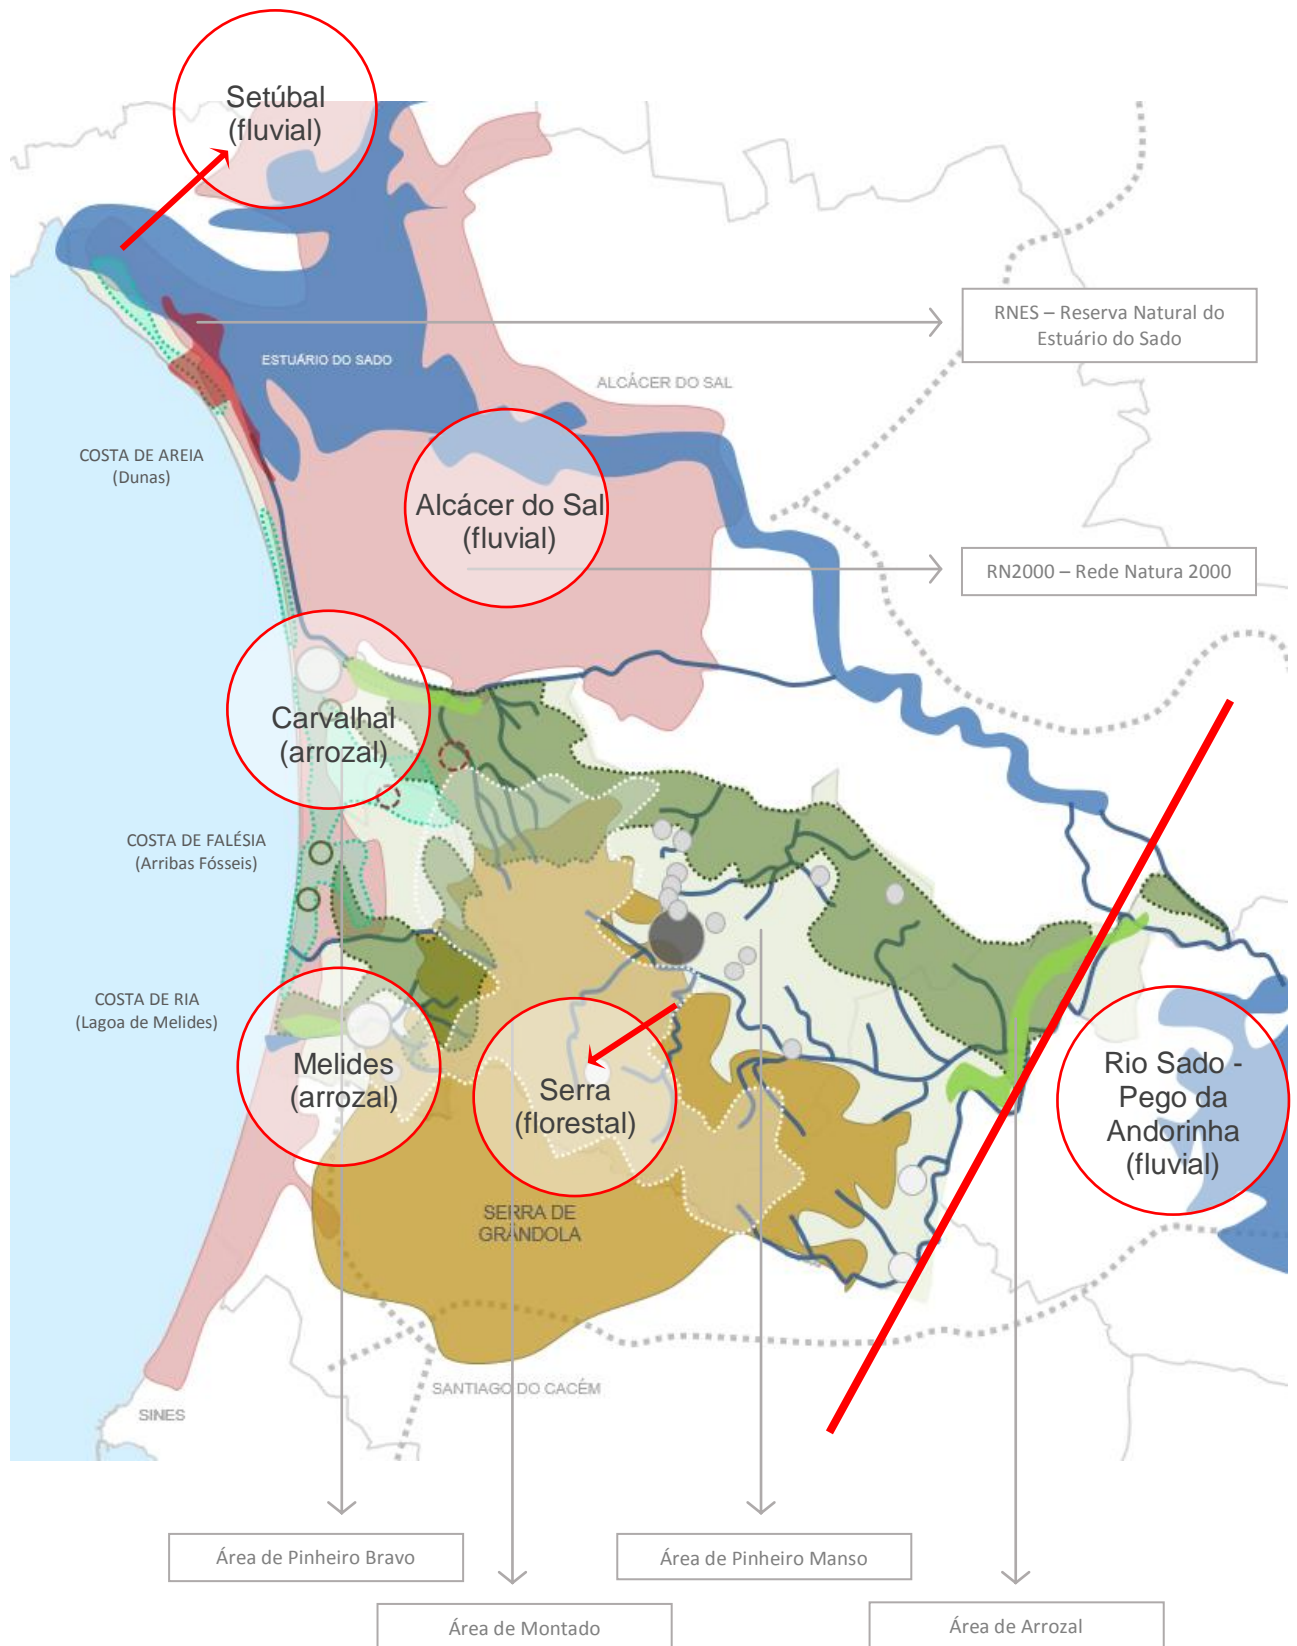 Setúbal
(fluvial)
RNES – Reserva Natural do
Estuário do Sado
ESTUÁRIO DO SADO
ALCÁCER DO SAL
COSTA DE AREIA
(Dunas)
Alcácer do Sal
(fluvial)
RN2000 – Rede Natura 2000
Carvalhal
(arrozal)
COSTA DE FALÉSIA
(Arribas Fósseis)
COSTA DE RIA
(Lagoa de Melides)
Melides
(arrozal)
Serra
(florestal)
Rio Sado -
Pego da
Andorinha
(fluvial)
SERRA DE
GRÂNDOLA
SANTIAGO DO CACÉM
SINES
Área de Pinheiro Bravo
Área de Pinheiro Manso
Área de Montado
Área de Arrozal